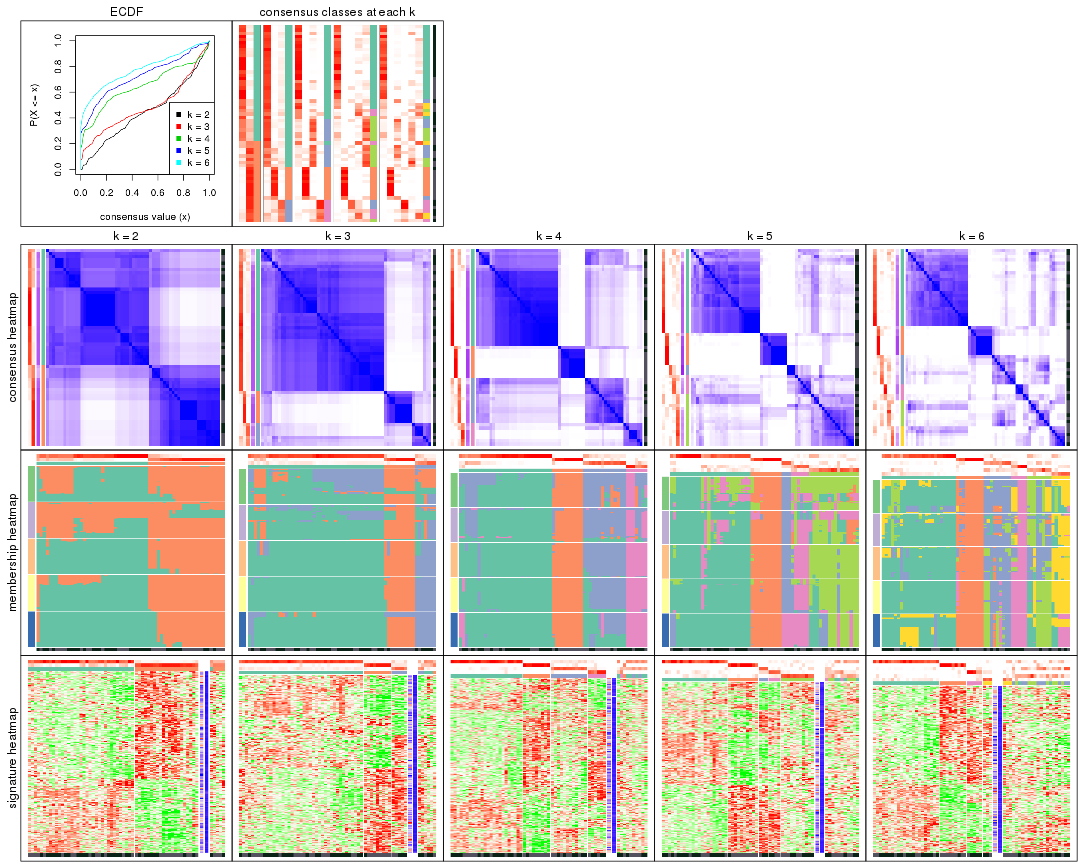 ECDF
consensus classes at each k
P(X <= x)
0.0 0.2 0.4 0.6 0.8 1.0
k = 2
k = 3
k = 4
k = 5
k = 6
0.0 0.2 0.4 0.6 0.8 1.0
consensus value (x)
k = 2 k = 3 k = 4 k = 5 k = 6
consensus heatmap
membership heatmap
signature heatmap